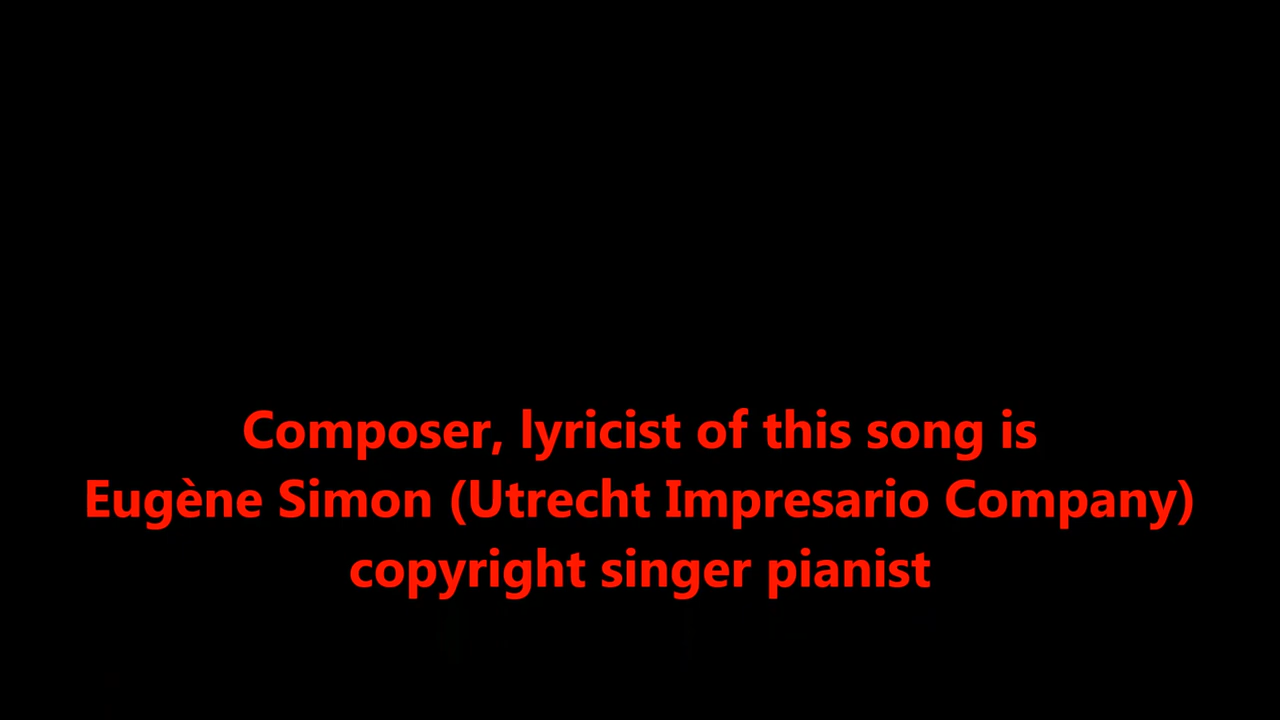 Composer, lyricist of this song is
Eugène Simon (Utrecht Impresario Company)
copyright singer pianist